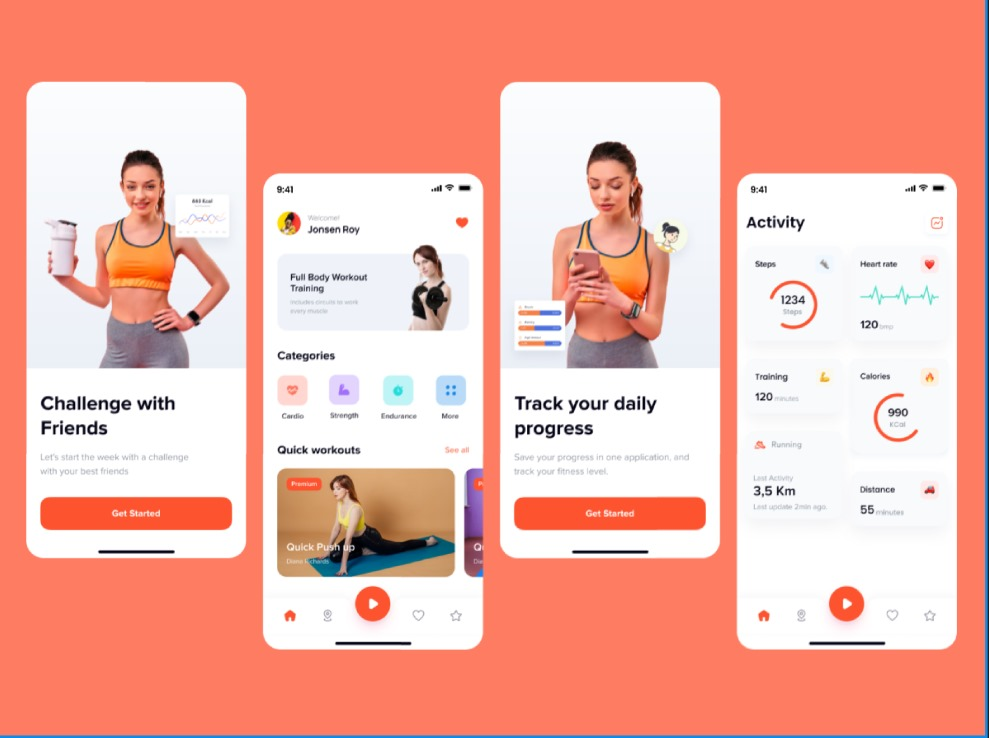 660 Kcal
Challenge with
Friends
Let's start the week with a challenge
with your best friends
Get Started
9:41
Welcome!
Jonsen Roy
Full Body Workout
Training
Includes circuits to work
every muscle
Categories
Cardio
Strength
Endurance
More
Quick workouts
See all
Premium
Quick Push up
Diana Richards
Track your daily
progress
Save your progress in one application, and
track your fitness level.
Get Started
9:41
Activity
Steps
1234
Steps
Heart rate
120 bmp
Training
120 minutes
Calories
990
KCal
Running
Last Activity
3,5 Km
Last update 2min ago.
Distance
55 minutes